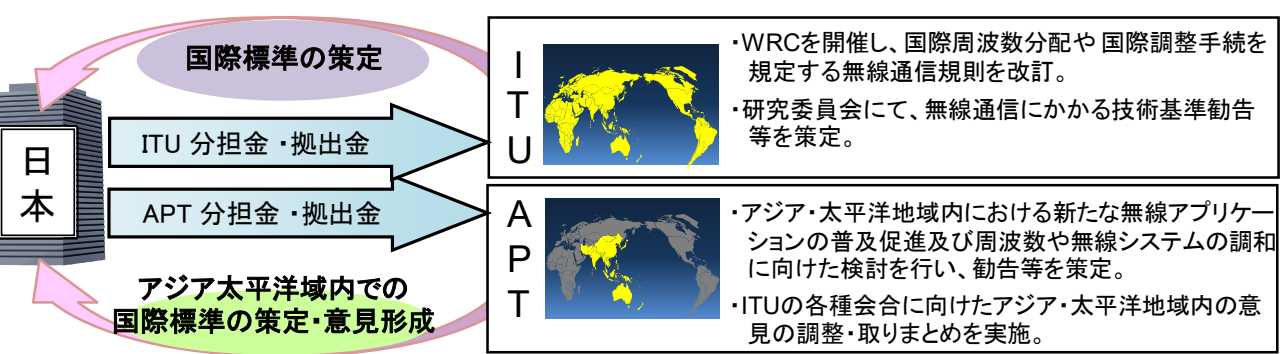 国際標準の策定
日本
ITU 分担金・拠出金
APT 分担金・拠出金
アジア太平洋域内での
国際標準の策定・意見形成
ITU
・WRCを開催し、国際周波数分配や 国際調整手続を
規定する無線通信規則を改訂。
・研究委員会にて、無線通信にかかる技術基準勧告
等を策定。
APT
・アジア・太平洋地域内における新たな無線アプリケー
ションの普及促進及び周波数や無線システムの調和
に向けた検討を行い、勧告等を策定。
・ITUの各種会合に向けたアジア・太平洋地域内の意
見の調整・取りまとめを実施。